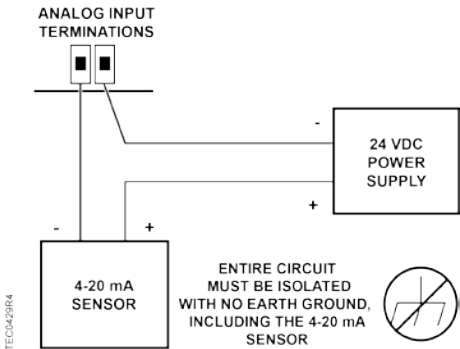 ANALOG INPUT
TERMINATIONS
-
24 VDC
POWER
SUPPLY
+
-
+
4-20 mA
SENSOR
ENTIRE CIRCUIT
MUST BE ISOLATED
WITH NO EARTH GROUND,
INCLUDING THE 4-20 mA
SENSOR
TEC0429R4